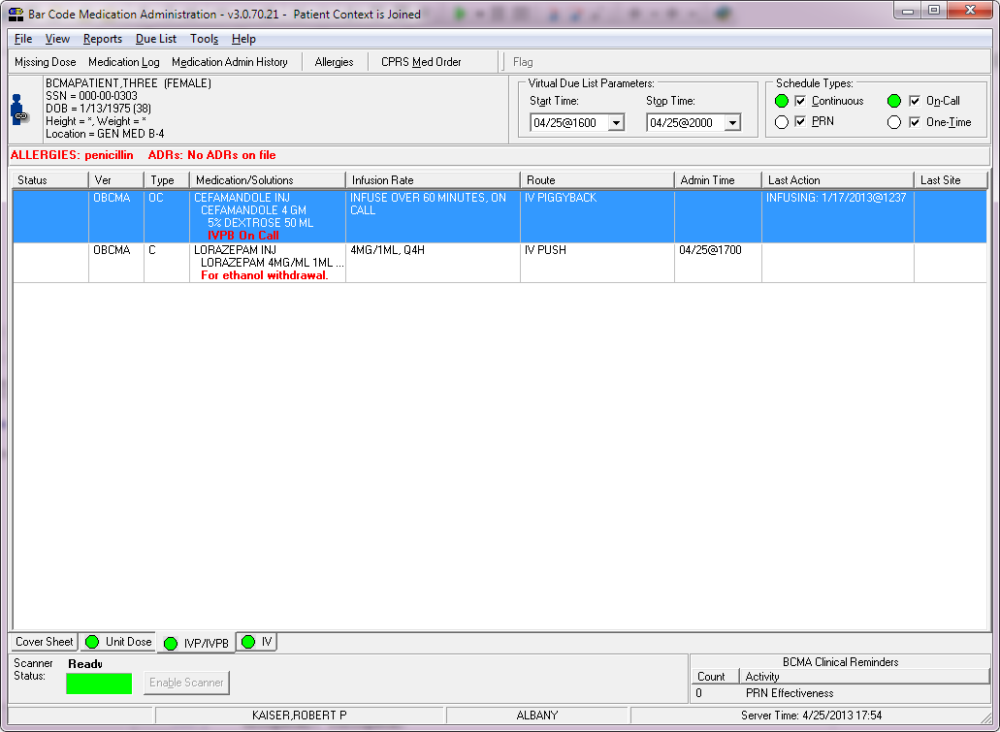 Bar Code Medication Administration - v3.0.70.21 - Patient Context is Joined
File View Reports Due List Tools Help
Missing Dose Medication Log Medication Admin History Allergies CPRS Med Order Flag
BCMAPATIENT,THREE (FEMALE)
SSN = 000-00-0303
DOB = 1/13/1975 (38)
Height = *, Weight = *
Location = GEN MED B-4
Virtual Due List Parameters:
Start Time: Stop Time:
04/25@1600 04/25@2000
Schedule Types:
Continuous On-Call
PRN One-Time
ALLERGIES: penicillin ADRs: No ADRs on file
Status Ver Type Medication/Solutions Infusion Rate Route Admin Time Last Action Last Site
OBCMA OC CEFAMANDOLE INJ INFUSE OVER 60 MINUTES, ON IV PIGGYBACK INFUSING: 1/17/2013@1237
CEFAMANDOLE 4 GM CALL
5% DEXTROSE 50 ML
IVPB On Call
OBCMA C LORAZEPAM INJ 4MG/1ML, Q4H IV PUSH 04/25@1700
LORAZEPAM 4MG/ML 1ML ...
For ethanol withdrawal.
Cover Sheet Unit Dose IVP/IVPB IV
Scanner Status: Ready
Enable Scanner
BCMA Clinical Reminders
Count Activity
0 PRN Effectiveness
KAISER,ROBERT P ALBANY Server Time: 4/25/2013 17:54